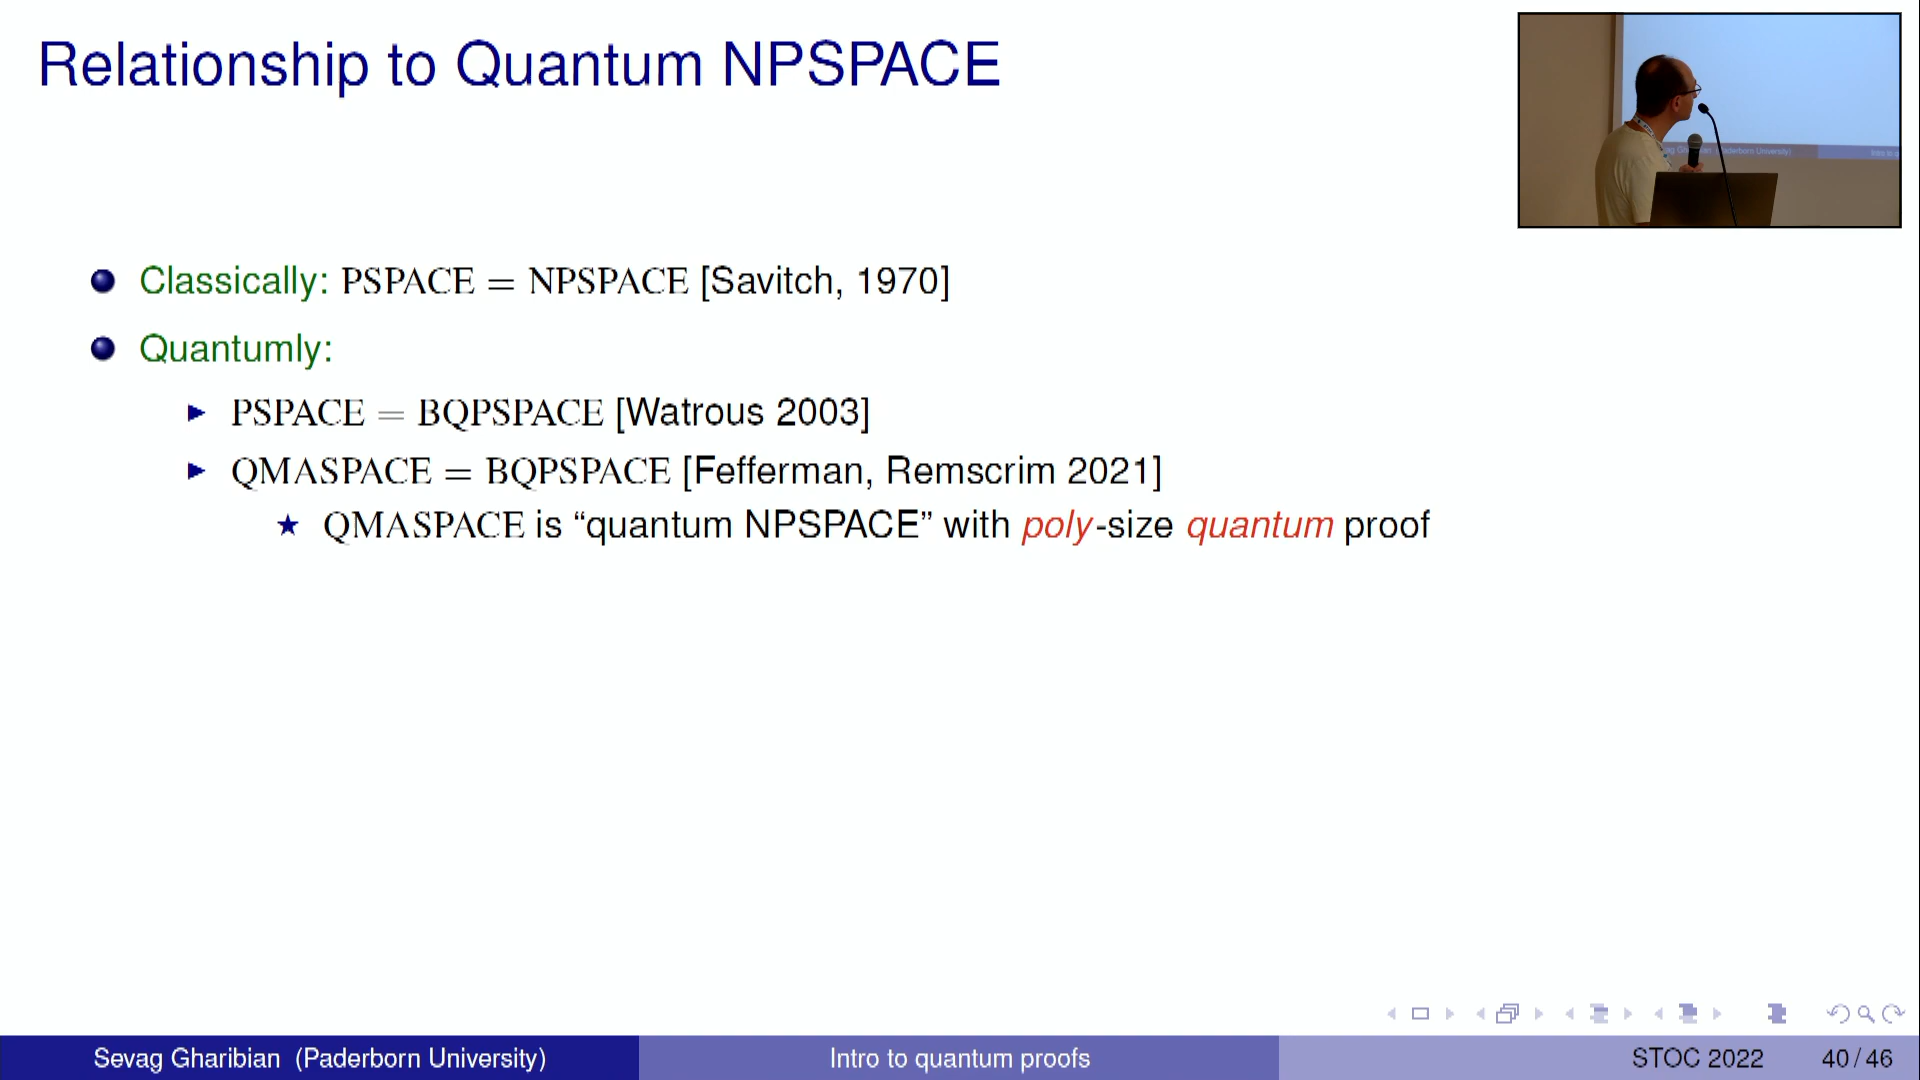 Relationship to Quantum NPSPACE
Classically: PSPACE = NPSPACE [Savitch, 1970]
Quantumly:
PSPACE = BQPSPACE [Watrous 2003]
QMASPACE = BQPSPACE [Fefferman, Remscrim 2021]
QMASPACE is “quantum NPSPACE” with poly-size quantum proof
Sevag Gharibian (Paderborn University)
Intro to quantum proofs
STOC 2022
40 / 46